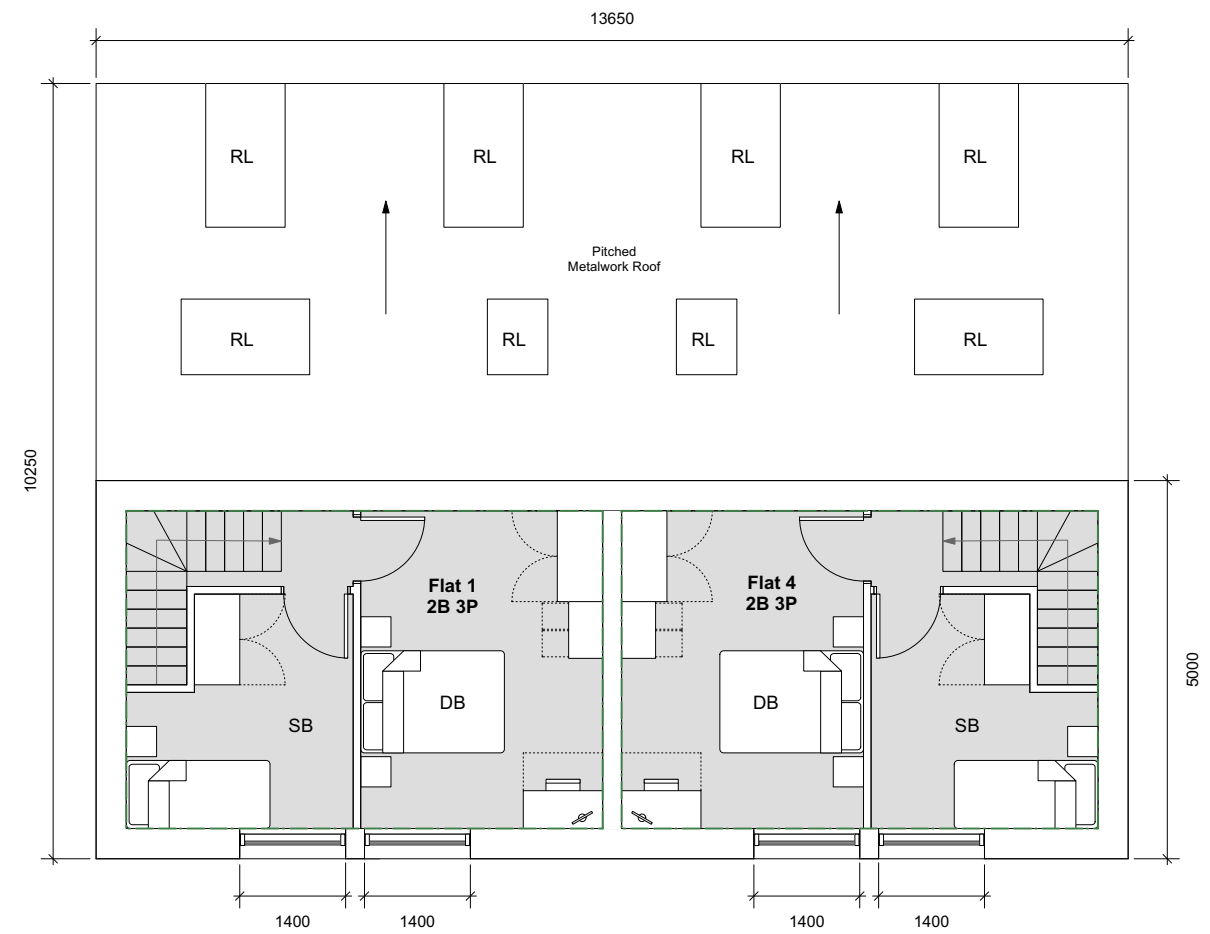 13650
RL
RL
RL
RL
Pitched
Metalwork Roof
RL
RL
RL
RL
10250
Flat 1
2B 3P
Flat 4
2B 3P
5000
SB
DB
DB
SB
1400
1400
1400
1400